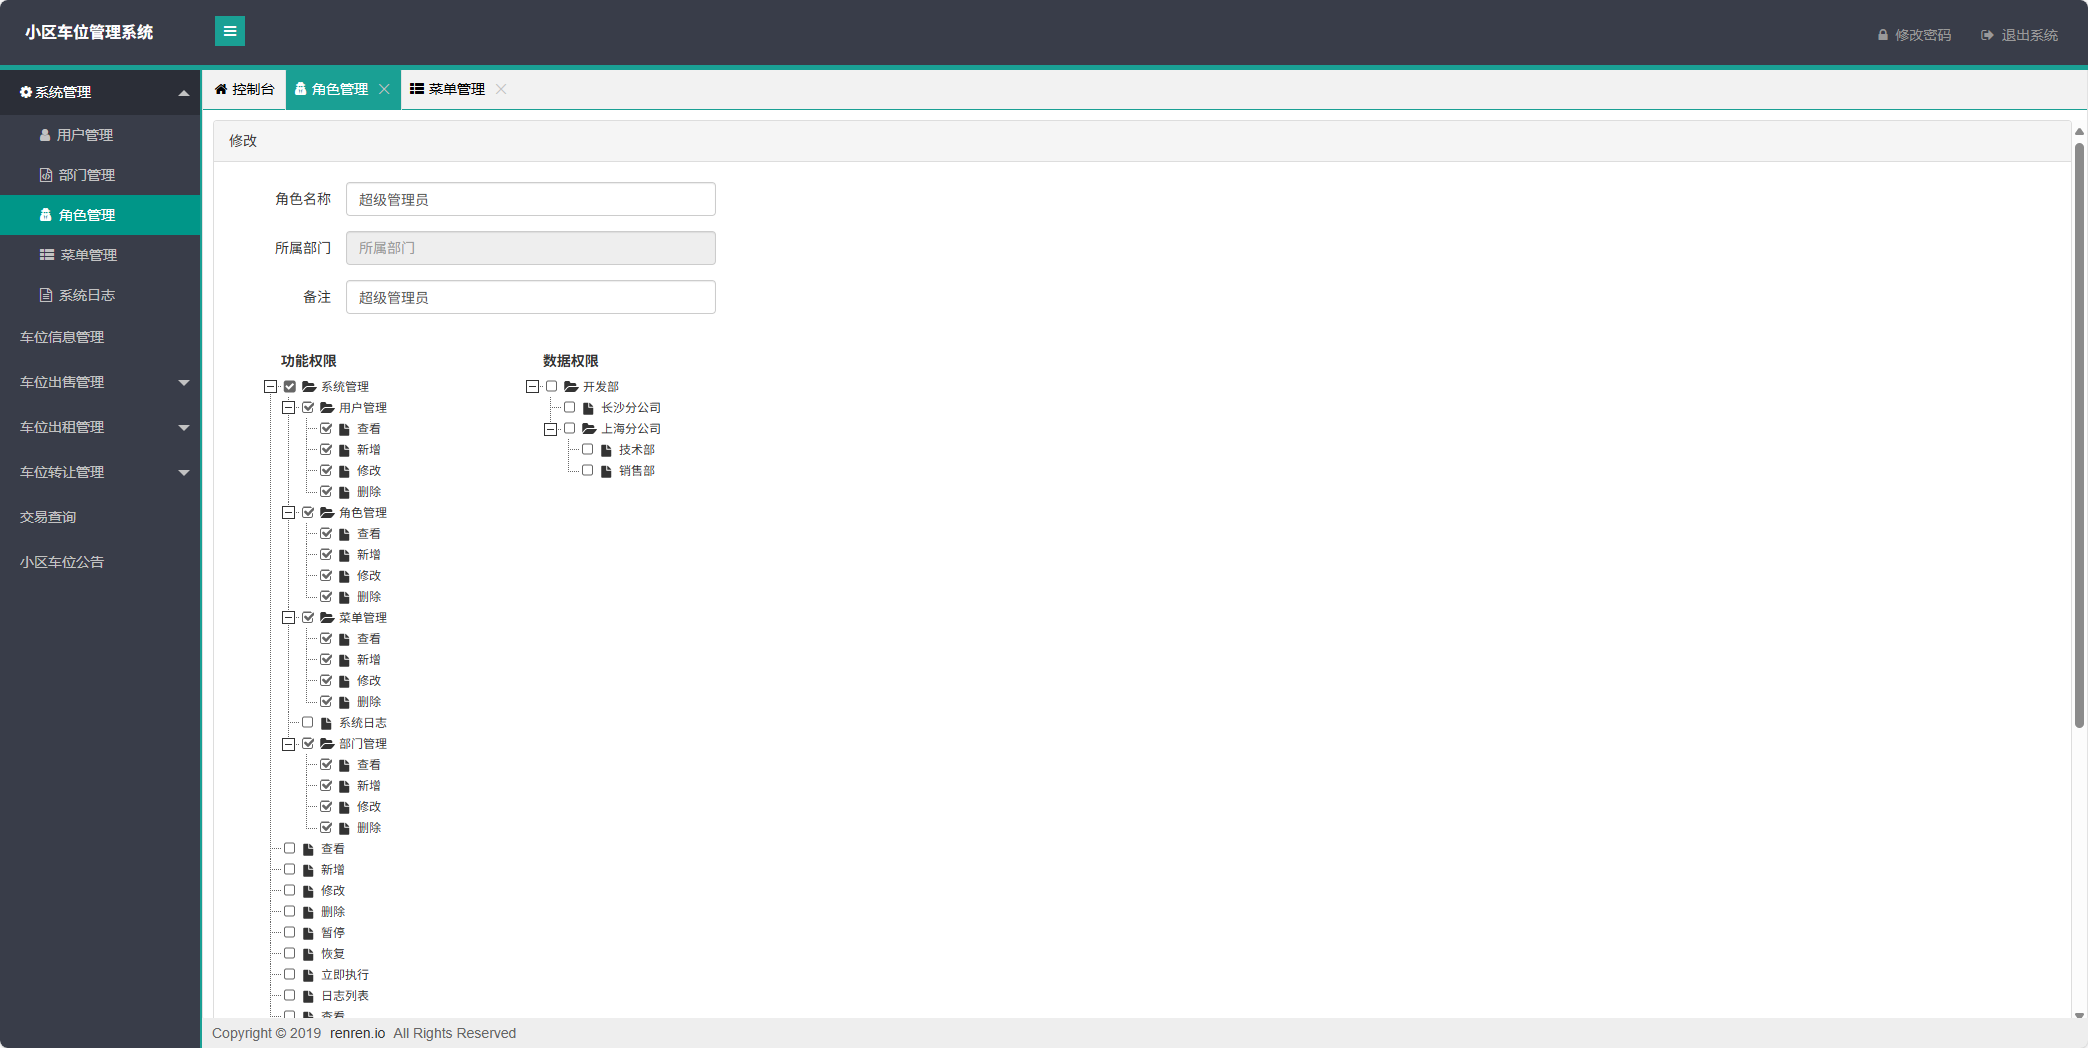 小区车位管理系统
修改密码 退出系统
系统管理
用户管理
部门管理
角色管理
菜单管理
系统日志
车位信息管理
车位出售管理
车位出租管理
车位转让管理
交易查询
小区车位公告
控制台 角色管理 菜单管理
修改
角色名称 超级管理员
所属部门 所属部门
备注 超级管理员
功能权限
系统管理
用户管理
查看
新增
修改
删除
角色管理
查看
新增
修改
删除
菜单管理
查看
新增
修改
删除
系统日志
部门管理
查看
新增
修改
删除
查看
新增
修改
删除
暂停
恢复
立即执行
日志列表
查看
数据权限
开发部
长沙分公司
上海分公司
技术部
销售部
Copyright © 2019 renren.io All Rights Reserved